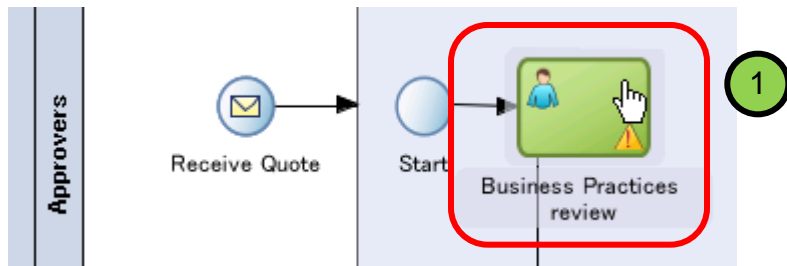 Approvers
Receive Quote
Start
Business Practices
review
1